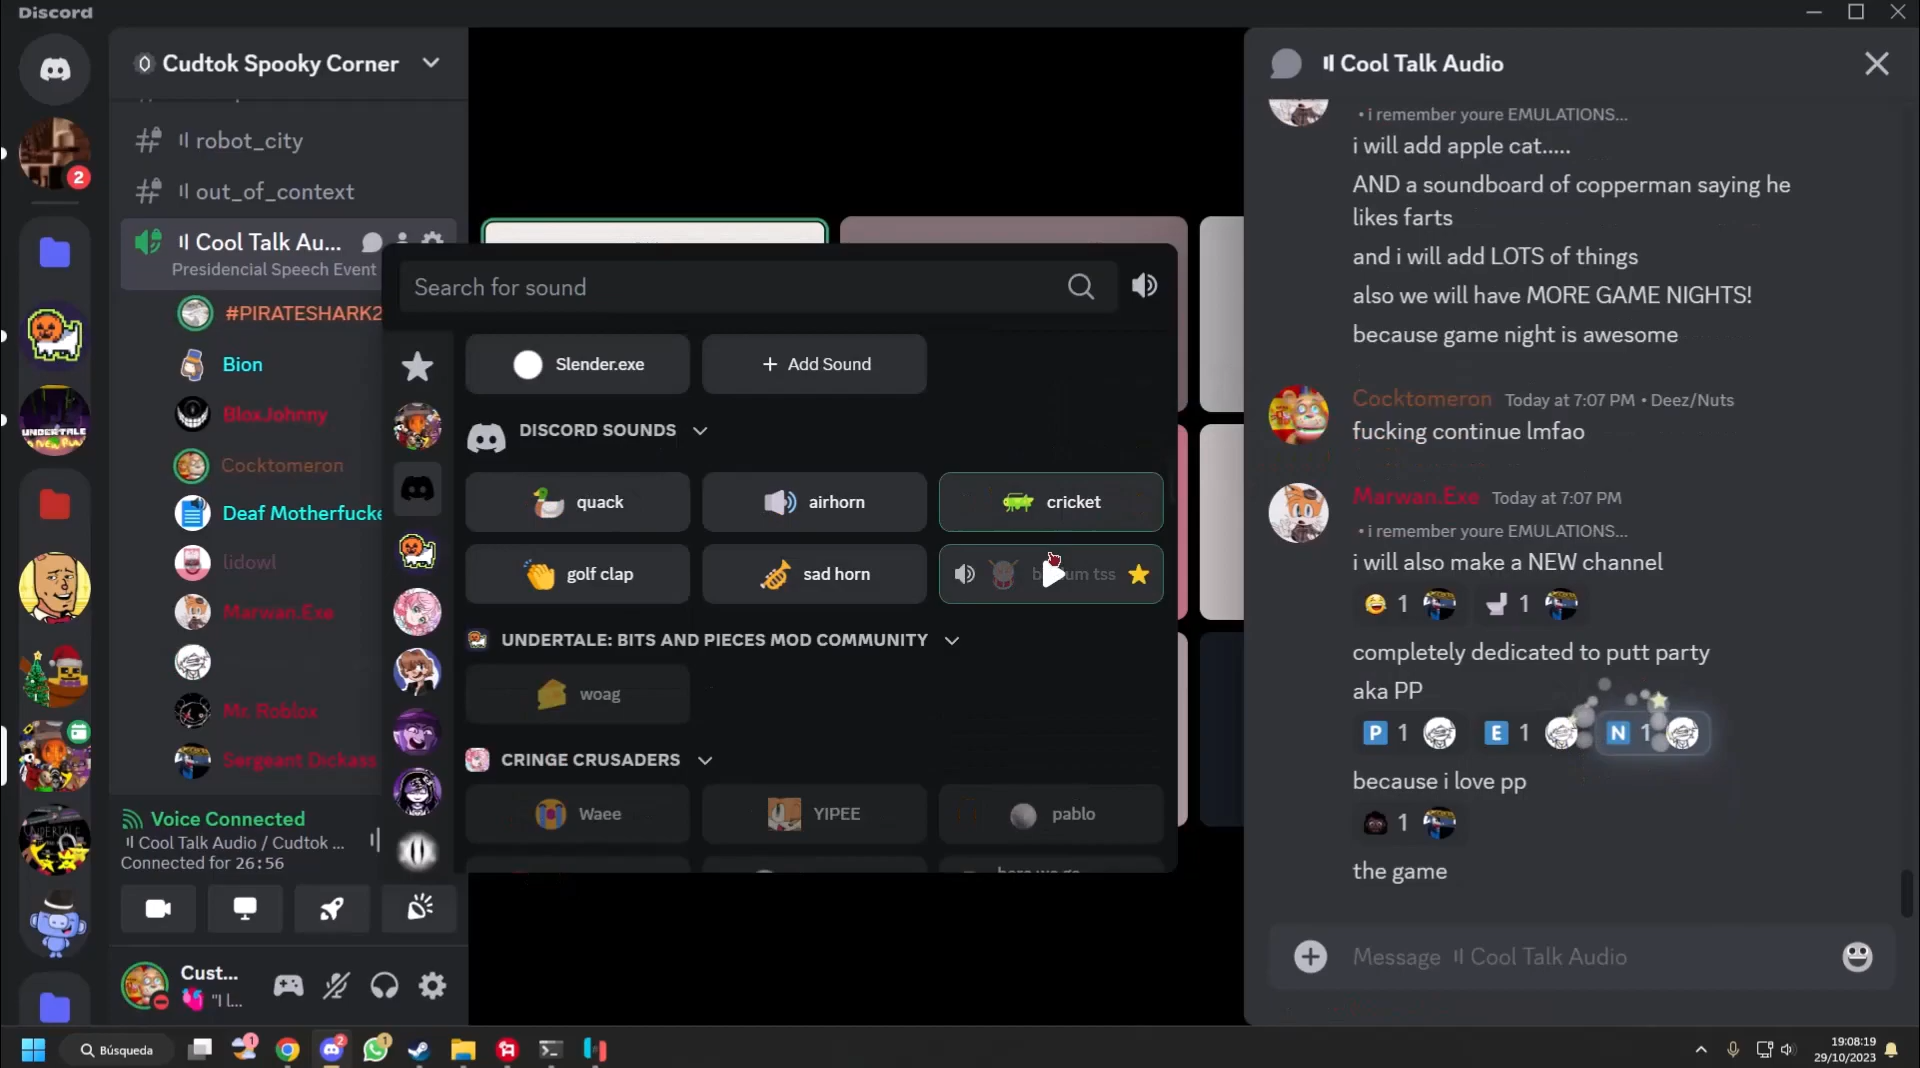 Discord
Cudtok Spooky Corner
robot_city
out_of_context
Cool Talk Au...
Presidencial Speech Event
#PIRATESHARK2
Bion
BloxJohnny
Cocktomeron
Deaf Motherfucke
lidowl
Marwan.Exe
Mr. Roblox
Sergeant Dickass
Voice Connected
Cool Talk Audio / Cudtok ...
Connected for 26:56
Cust...
"I l...
2
Search for sound
Slender.exe
+ Add Sound
DISCORD SOUNDS
quack
airhorn
cricket
golf clap
sad horn
um tss
UNDERTALE: BITS AND PIECES MOD COMMUNITY
woag
CRINGE CRUSADERS
Waee
YIPEE
pablo
Cool Talk Audio
• i remember youre EMULATIONS...
i will add apple cat.....
AND a soundboard of copperman saying he
likes farts
and i will add LOTS of things
also we will have MORE GAME NIGHTS!
because game night is awesome
Cocktomeron Today at 7:07 PM • Deez/Nuts
fucking continue lmfao
Marwan.Exe Today at 7:07 PM
• i remember youre EMULATIONS...
i will also make a NEW channel
1 1
completely dedicated to putt party
aka PP
P 1 E 1 N 1
because i love pp
1
the game
Message Cool Talk Audio
Búsqueda
1
2
1
19:08:19
29/10/2023